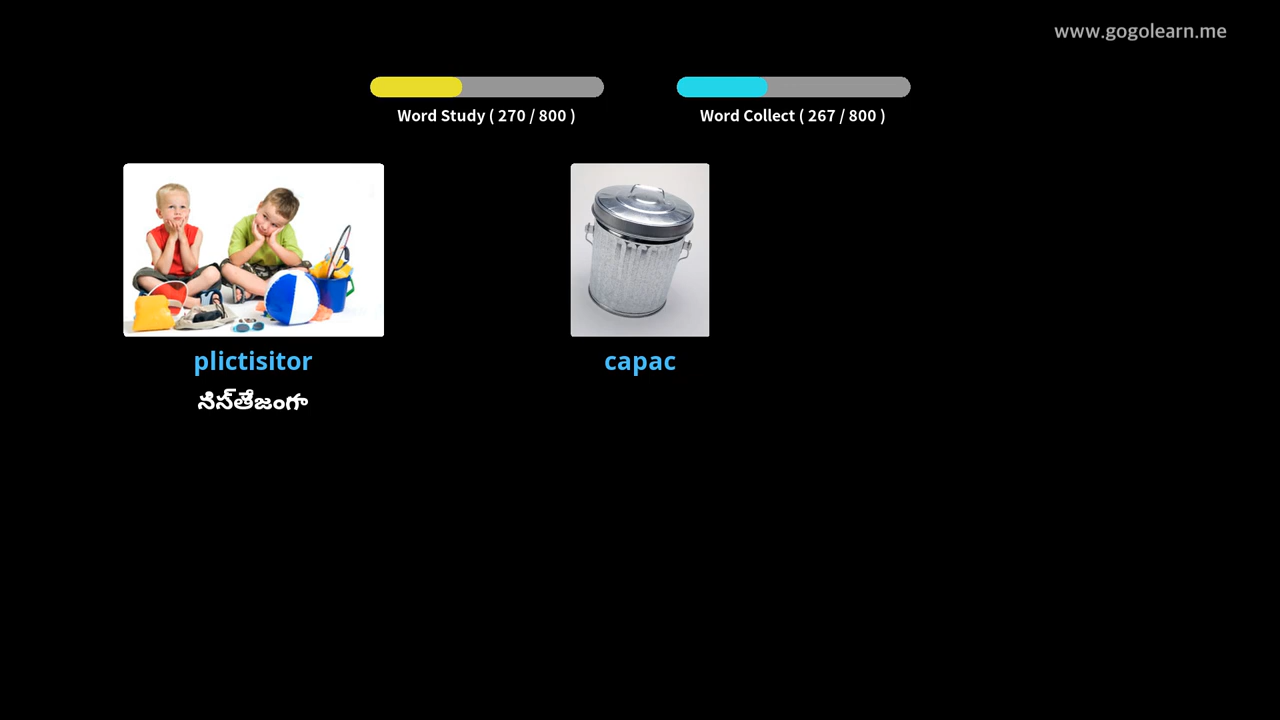 www.gogolearn.me
Word Study ( 270 / 800 )
Word Collect ( 267 / 800 )
plictisitor
capac
నిస్తేజంగా